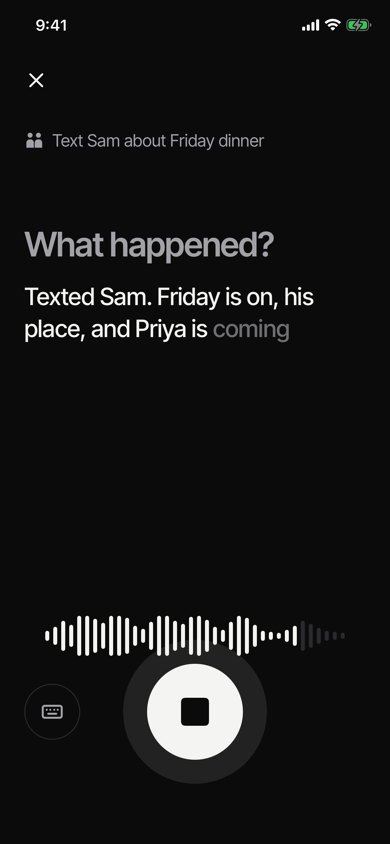 9:41
Text Sam about Friday dinner
What happened?
Texted Sam. Friday is on, his
place, and Priya is coming